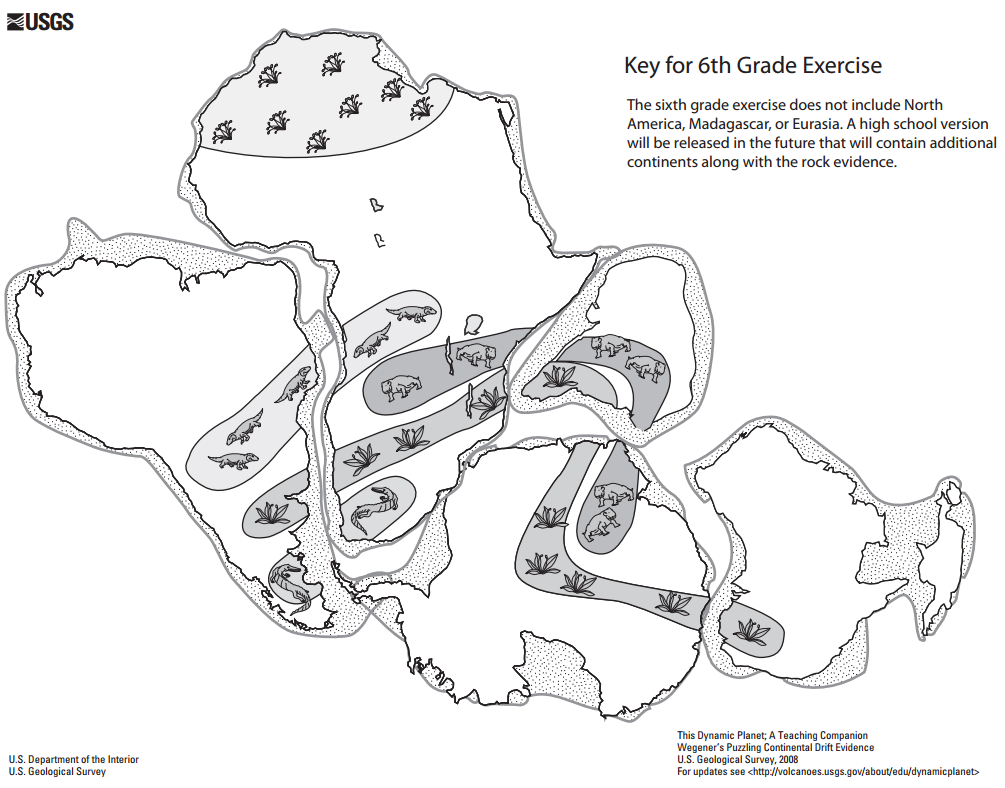 USGS
Key for 6th Grade Exercise
The sixth grade exercise does not include North
America, Madagascar, or Eurasia. A high school version
will be released in the future that will contain additional
continents along with the rock evidence.
U.S. Department of the Interior
U.S. Geological Survey
This Dynamic Planet; A Teaching Companion
Wegener's Puzzling Continental Drift Evidence
U.S. Geological Survey, 2008
For updates see <http://volcanoes.usgs.gov/about/edu/dynamicplanet>